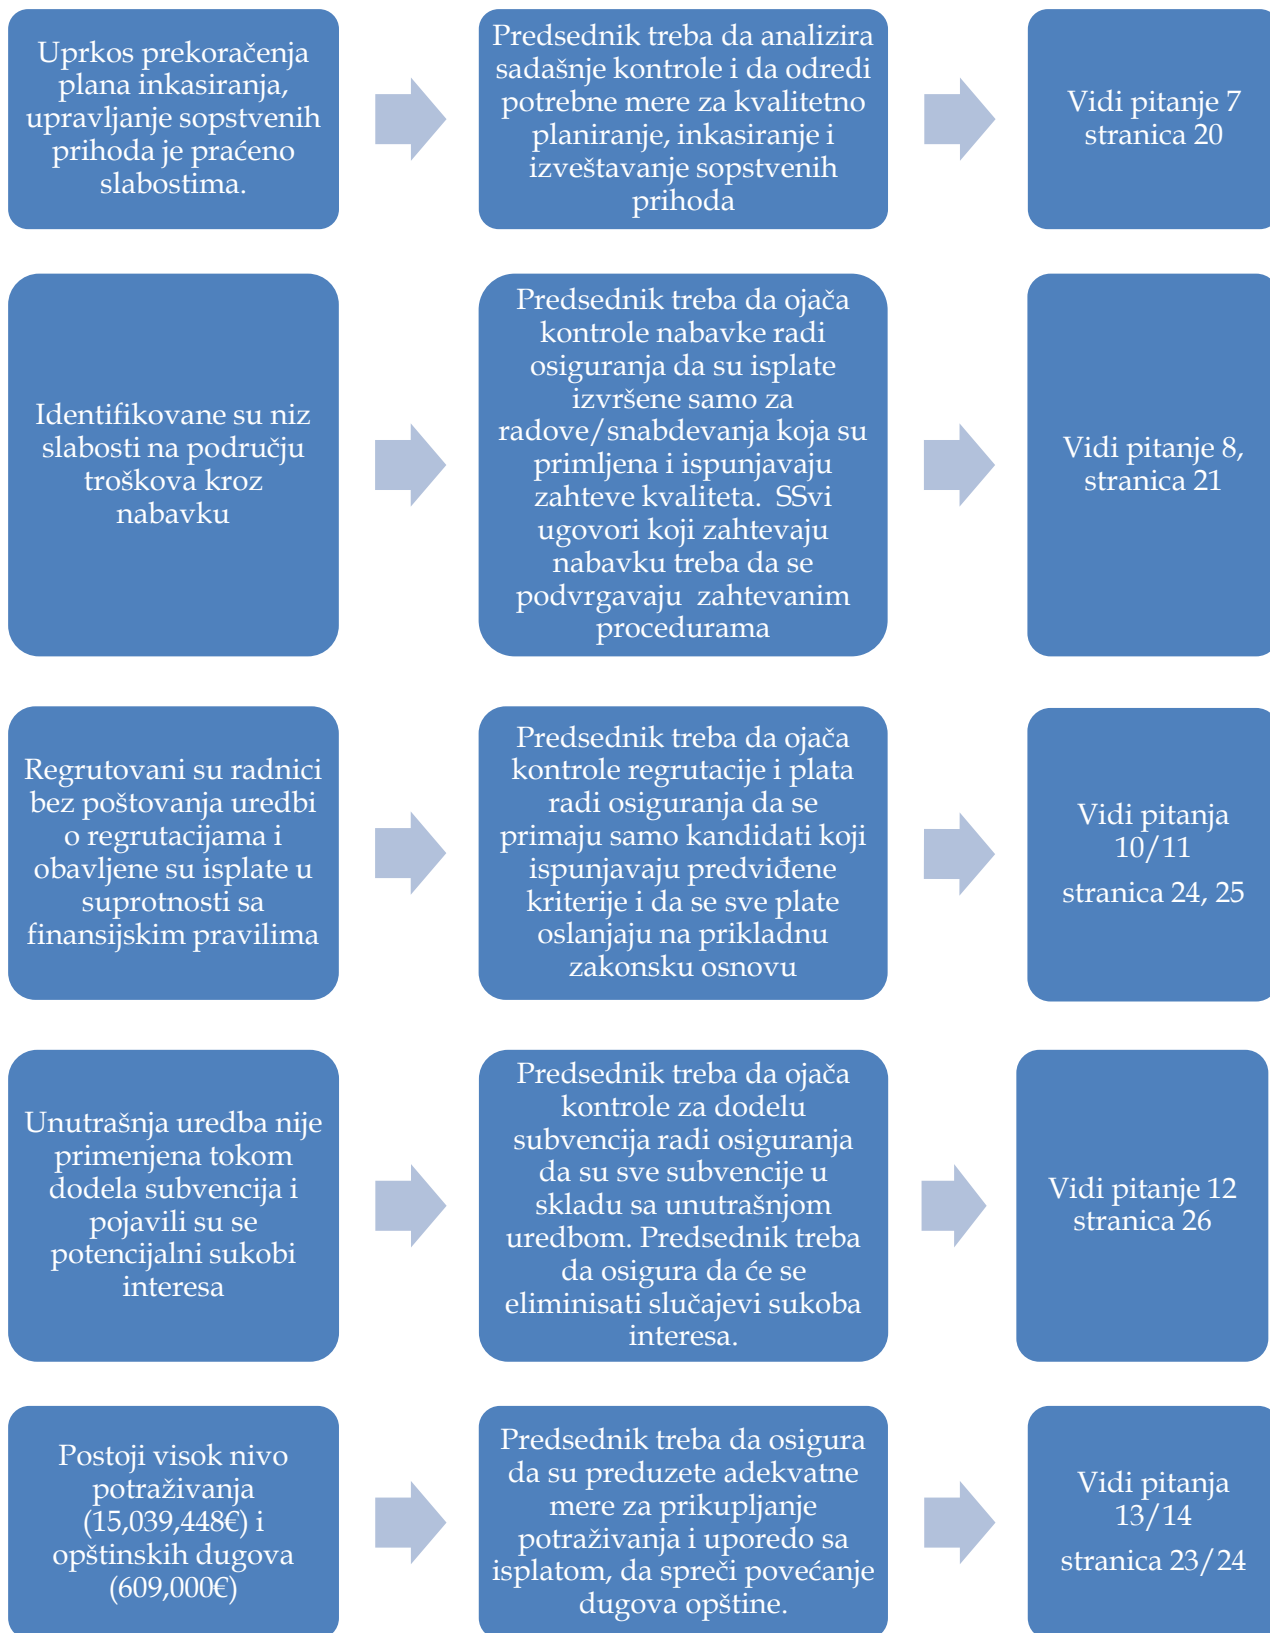 Uprkos prekoračenja
plana inkasiranja,
upravljanje sopstvenih
prihoda je praćeno
slabostima.
Predsednik treba da analizira
sadašnje kontrole i da odredi
potrebne mere za kvalitetno
planiranje, inkasiranje i
izveštavanje sopstvenih
prihoda
Vidi pitanje 7
stranica 20
Identifikovane su niz
slabosti na području
troškova kroz
nabavku
Predsednik treba da ojača
kontrole nabavke radi
osiguranja da su isplate
izvršene samo za
radove/snabdevanja koja su
primljena i ispunjavaju
zahteve kvaliteta.  SSvi
ugovori koji zahtevaju
nabavku treba da se
podvrgavaju  zahtevanim
procedurama
Vidi pitanje 8,
stranica 21
Regrutovani su radnici
bez poštovanja uredbi
o regrutacijama i
obavljene su isplate u
suprotnosti sa
finansijskim pravilima
Predsednik treba da ojača
kontrole regrutacije i plata
radi osiguranja da se
primaju samo kandidati koji
ispunjavaju predviđene
kriterije i da se sve plate
oslanjaju na prikladnu
zakonsku osnovu
Vidi pitanja
10/11
stranica 24, 25
Unutrašnja uredba nije
primenjena tokom
dodela subvencija i
pojavili su se
potencijalni sukobi
interesa
Predsednik treba da ojača
kontrole za dodelu
subvencija radi osiguranja
da su sve subvencije u
skladu sa unutrašnjom
uredbom. Predsednik treba
da osigura da će se
eliminisati slučajevi sukoba
interesa.
Vidi pitanje 12
stranica 26
Postoji visok nivo
potraživanja
(15,039,448€) i
opštinskih dugova
(609,000€)
Predsednik treba da osigura
da su preduzete adekvatne
mere za prikupljanje
potraživanja i uporedo sa
isplatom, da spreči povećanje
dugova opštine.
Vidi pitanja
13/14
stranica 23/24